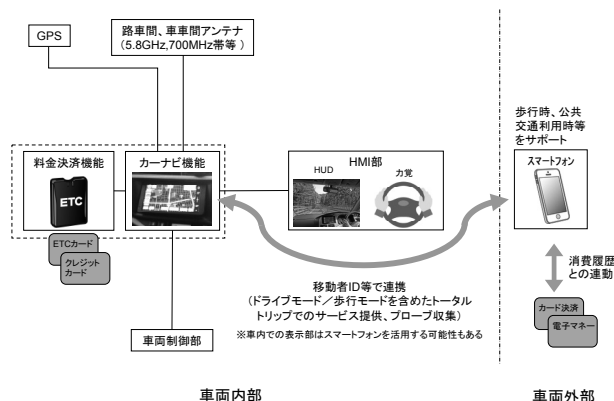 GPS
路車間、車車間アンテナ
(5.8GHz,700MHz帯等 )
歩行時、公共
交通利用時等
をサポート
料金決済機能
カーナビ機能
HMI部
スマートフォン
HUD
力覚
ETC
ETCカード
クレジット
カード
消費履歴
との連動
移動者ID等で連携
(ドライブモード／歩行モードを含めたトータル
トリップでのサービス提供、プローブ収集)
※車内での表示部はスマートフォンを活用する可能性もある
カード決済
電子マネー
車両制御部
車両内部
車両外部